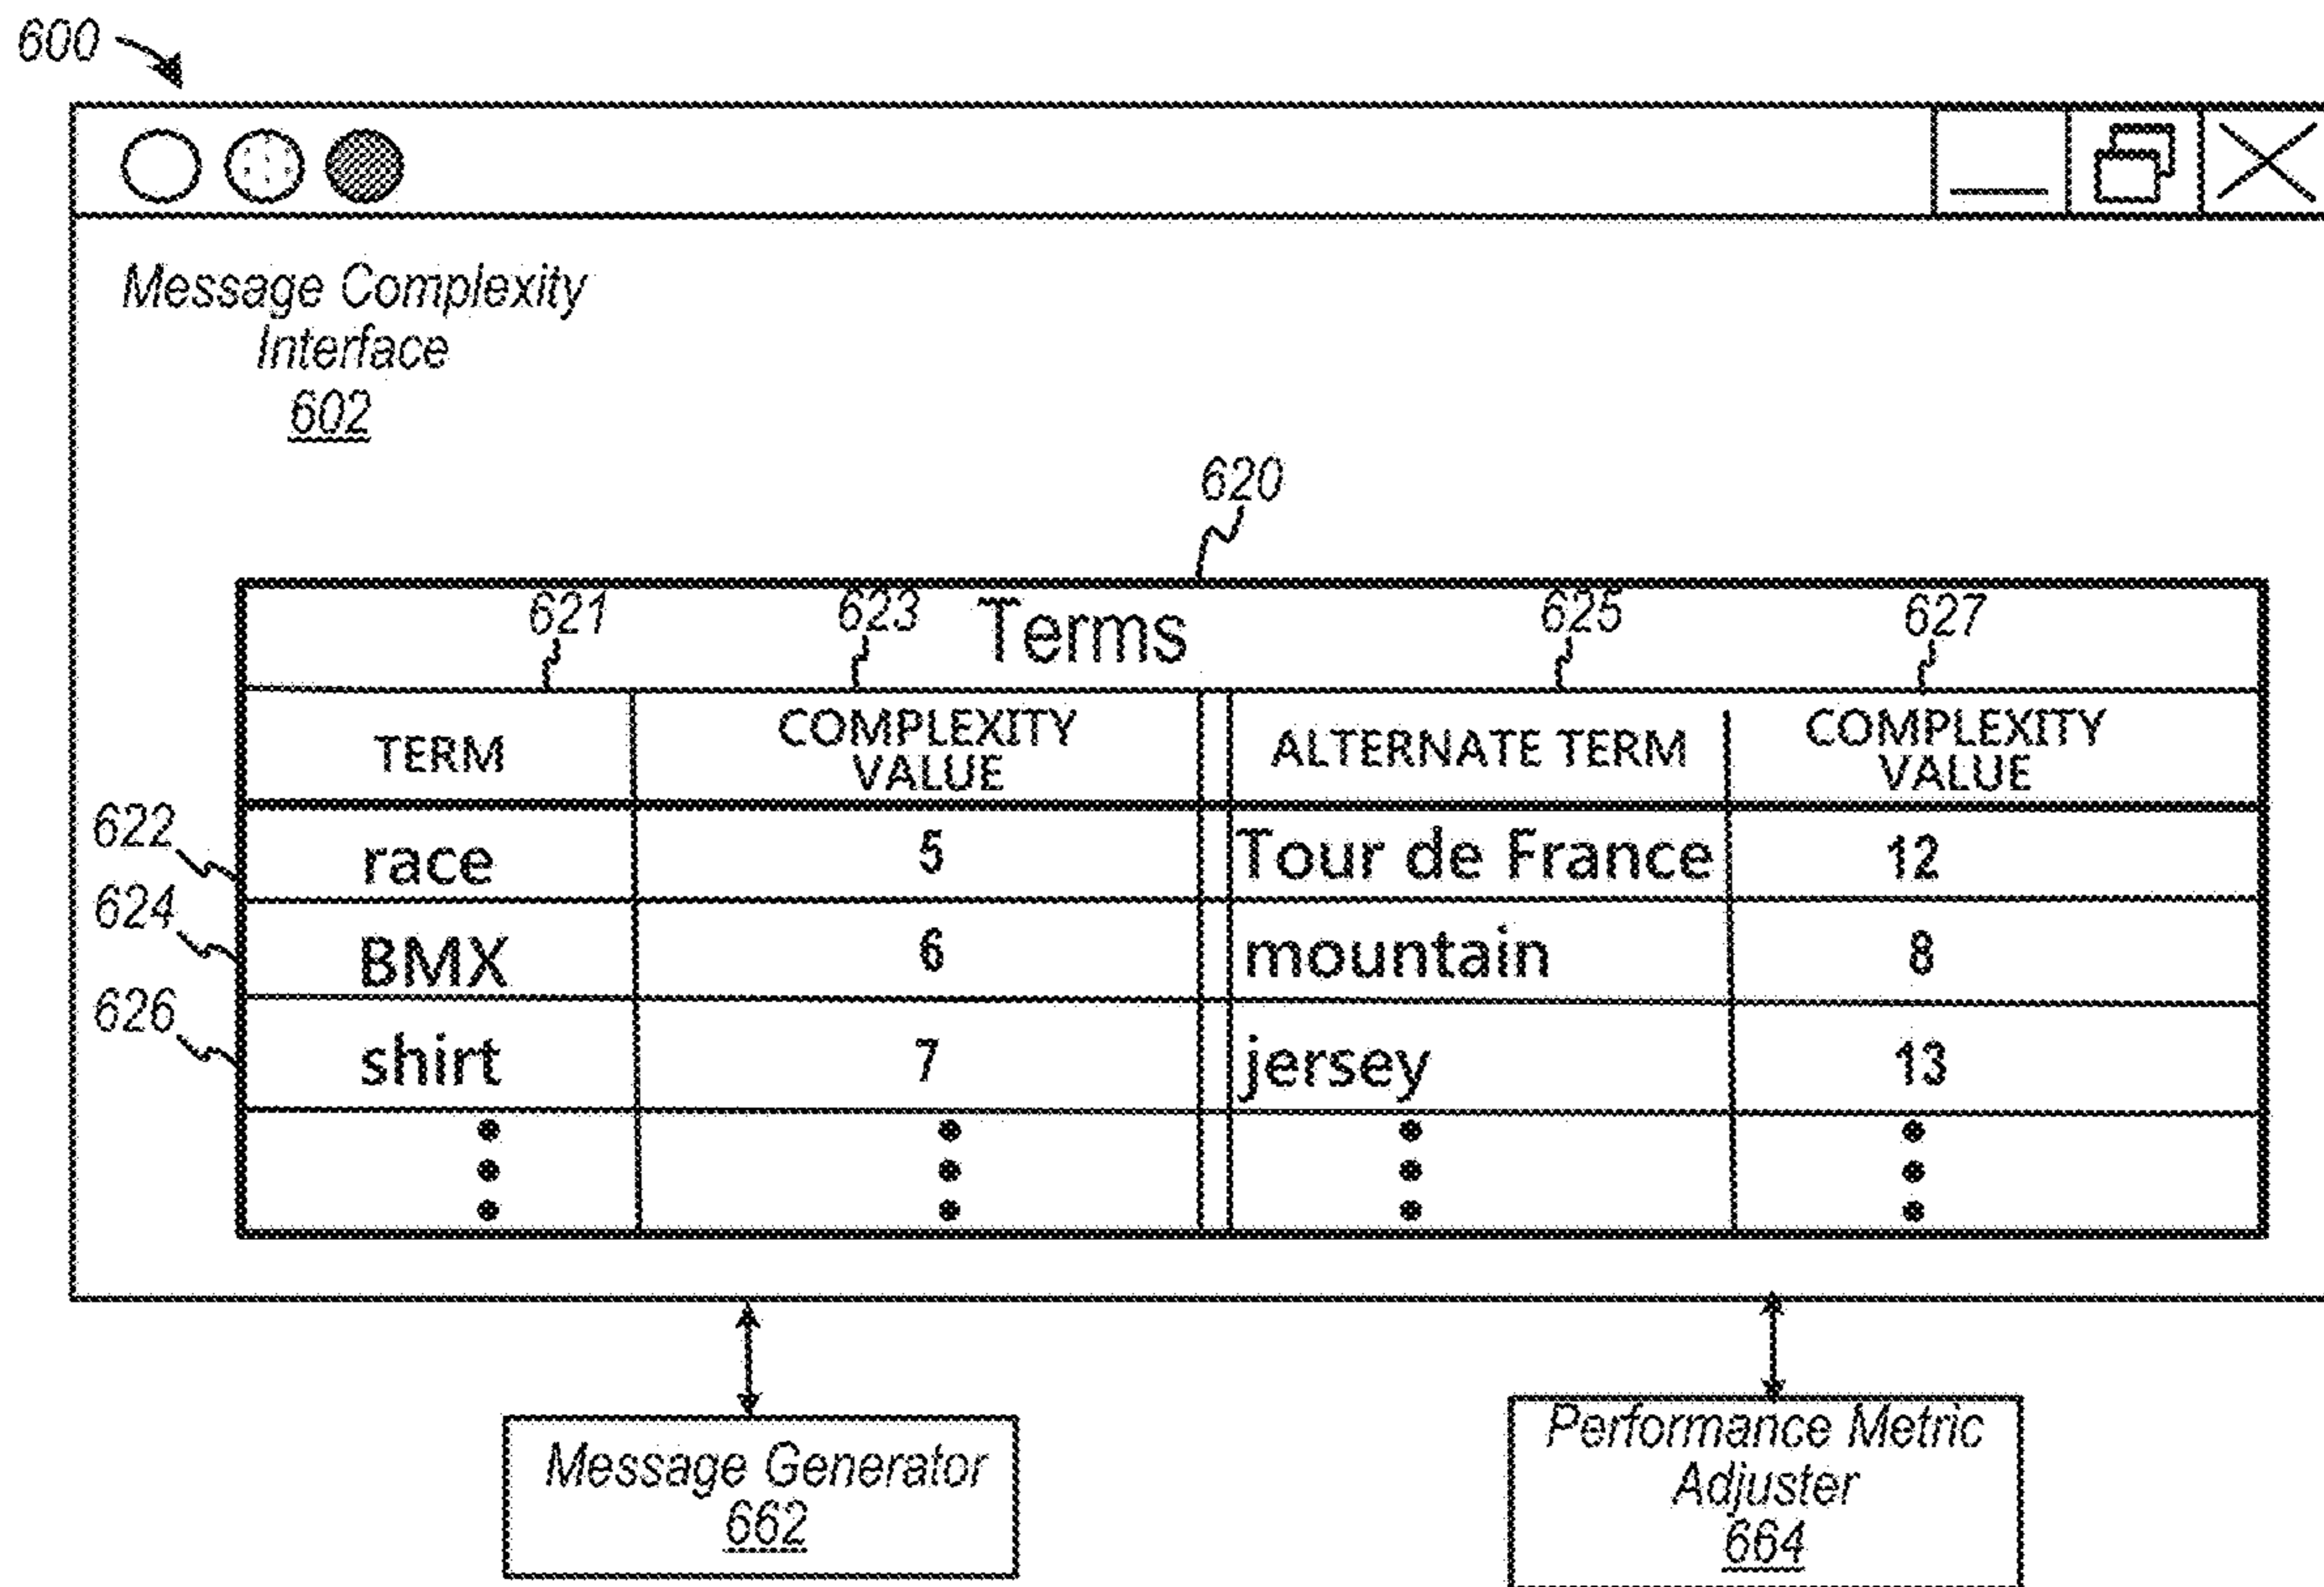 600
Message Complexity
Interface
602
620
621 623 Terms 625 627
TERM COMPLEXITY VALUE ALTERNATE TERM COMPLEXITY VALUE
622 race 5 Tour de France 12
624 BMX 6 mountain 8
626 shirt 7 jersey 13
Message Generator
662
Performance Metric
Adjuster
664